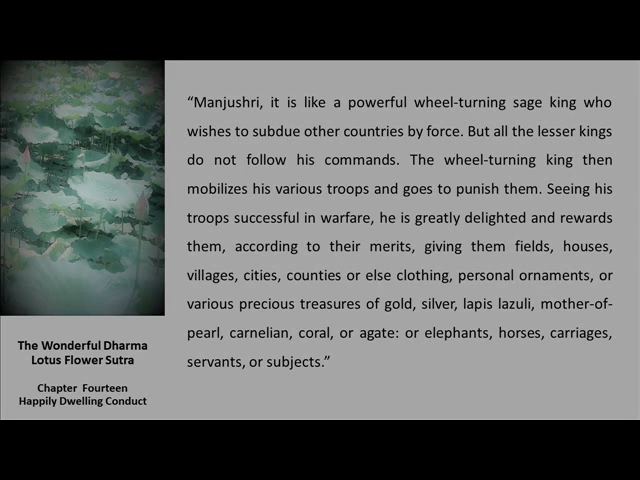 “Manjushri, it is like a powerful wheel-turning sage king who
wishes to subdue other countries by force. But all the lesser kings
do not follow his commands. The wheel-turning king then
mobilizes his various troops and goes to punish them. Seeing his
troops successful in warfare, he is greatly delighted and rewards
them, according to their merits, giving them fields, houses,
villages, cities, counties or else clothing, personal ornaments, or
various precious treasures of gold, silver, lapis lazuli, mother-of-
pearl, carnelian, coral, or agate: or elephants, horses, carriages,
servants, or subjects.”
The Wonderful Dharma
Lotus Flower Sutra
Chapter Fourteen
Happily Dwelling Conduct